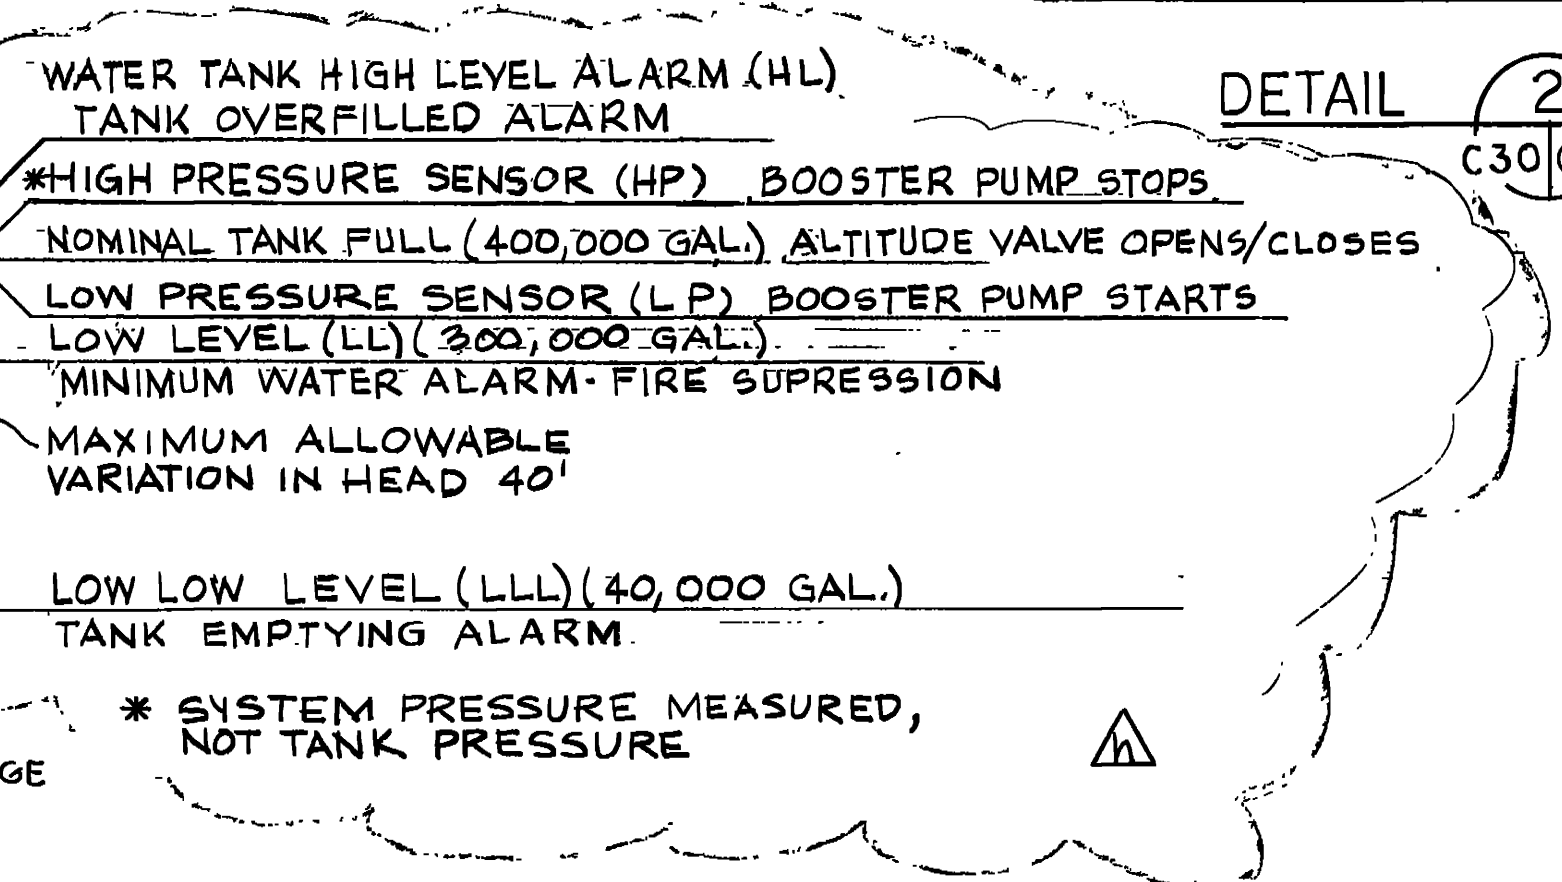 WATER TANK HIGH LEVEL ALARM (HL)
TANK OVERFILLED ALARM
*HIGH PRESSURE SENSOR (HP) BOOSTER PUMP STOPS
NOMINAL TANK FULL (400,000 GAL.) ALTITUDE VALVE OPENS/CLOSES
LOW PRESSURE SENSOR (LP) BOOSTER PUMP STARTS
LOW LEVEL (LL) (300,000 GAL.)
MINIMUM WATER ALARM - FIRE SUPRESSION
MAXIMUM ALLOWABLE
VARIATION IN HEAD 40'
LOW LOW LEVEL (LLL) (40,000 GAL.)
TANK EMPTYING ALARM
* SYSTEM PRESSURE MEASURED,
NOT TANK PRESSURE
h
GE
DETAIL 2
C30